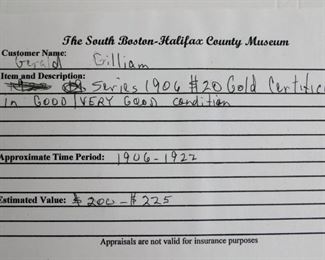 The South Boston-Halifax County Museum
Customer Name: Gerald Gilliam
Item and Description: Series 1906 $20 Gold Certific
in GOOD/VERY GOOD condition
Approximate Time Period: 1906-1922
Estimated Value: $200-$225
Appraisals are not valid for insurance purposes